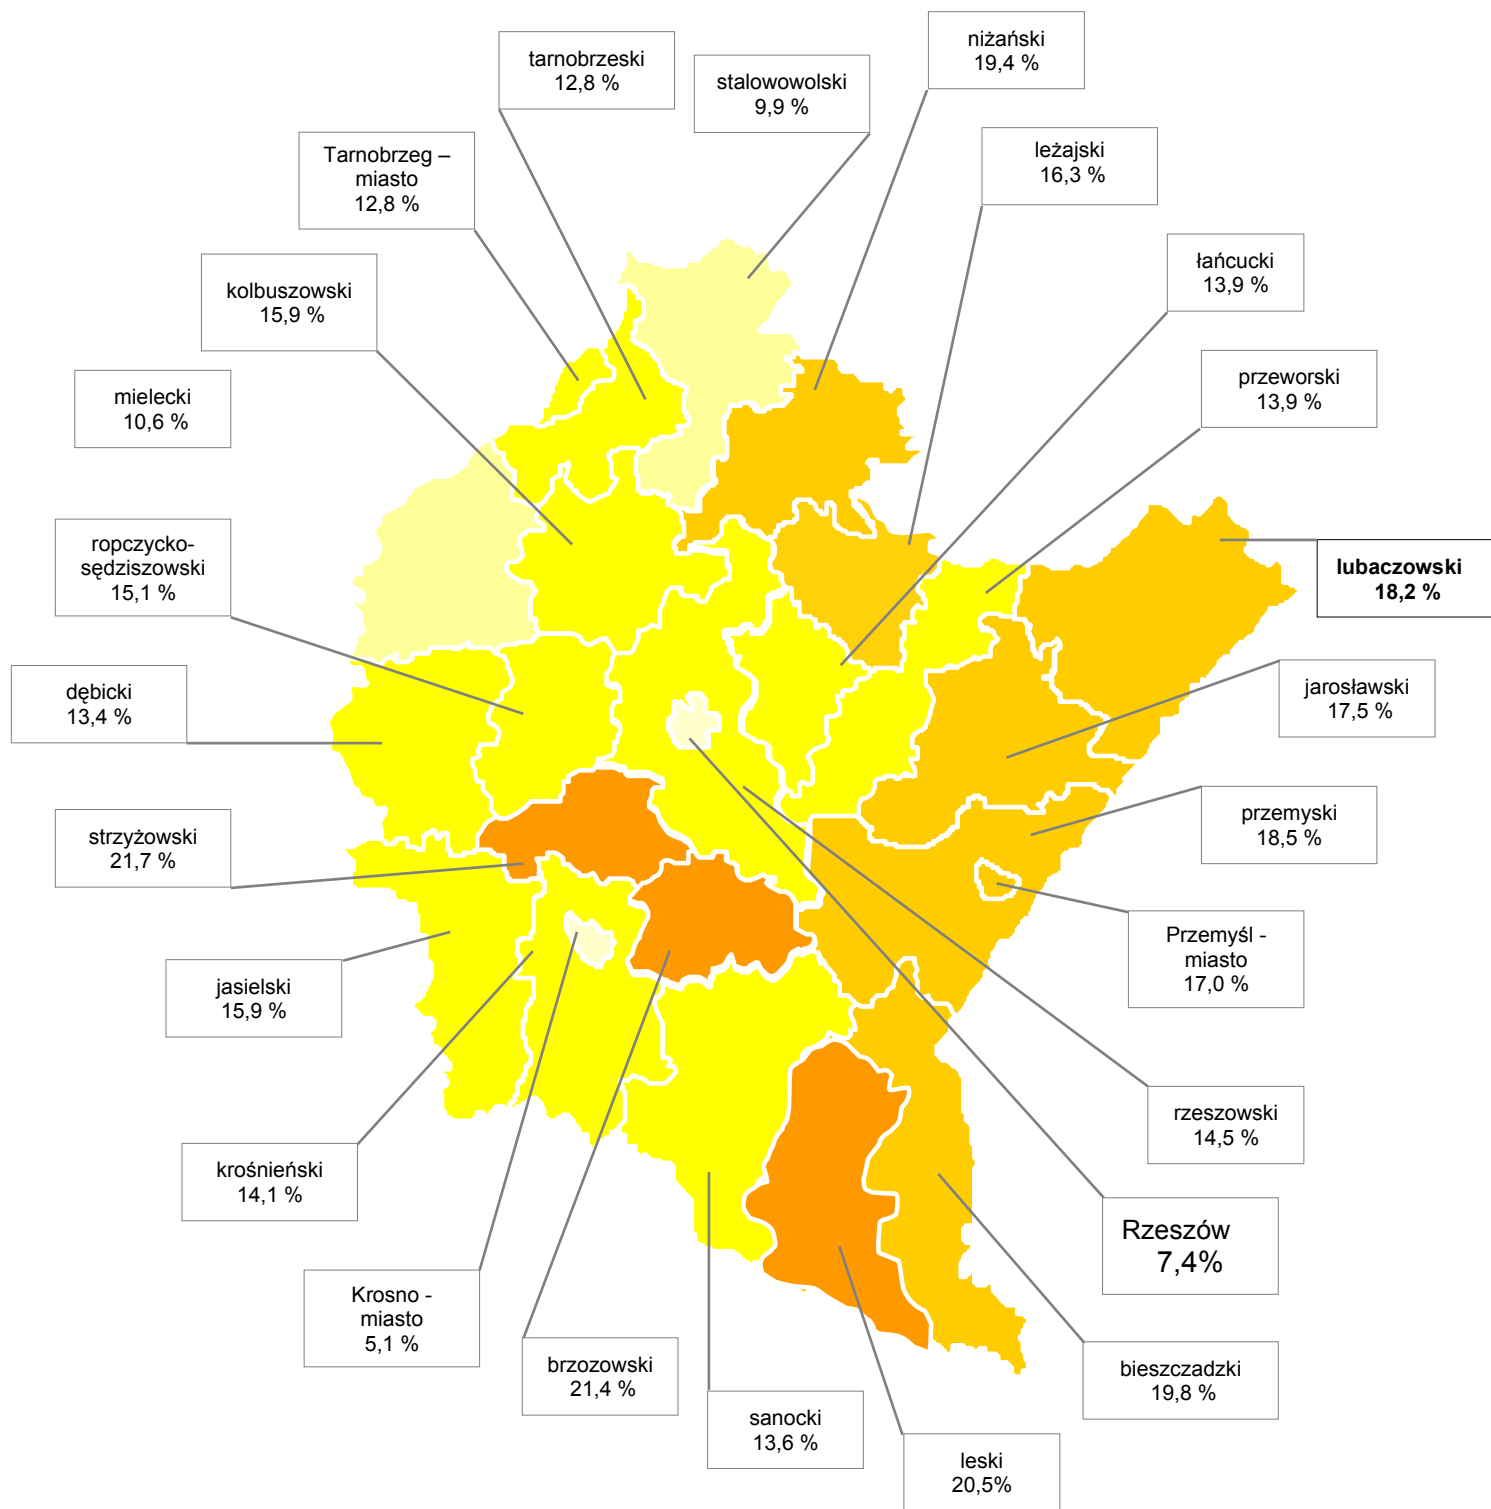 niżański
19,4 %
tarnobrzeski
12,8 %
stalowowolski
9,9 %
leżajski
16,3 %
Tarnobrzeg –
miasto
12,8 %
łańcucki
13,9 %
kolbuszowski
15,9 %
przeworski
13,9 %
mielecki
10,6 %
ropczycko-
sędziszowski
15,1 %
lubaczowski
18,2 %
dębicki
13,4 %
jarosławski
17,5 %
strzyżowski
21,7 %
przemyski
18,5 %
Przemyśl -
miasto
17,0 %
jasielski
15,9 %
rzeszowski
14,5 %
krośnieński
14,1 %
Rzeszów
7,4%
Krosno -
miasto
5,1 %
brzozowski
21,4 %
bieszczadzki
19,8 %
sanocki
13,6 %
leski
20,5%